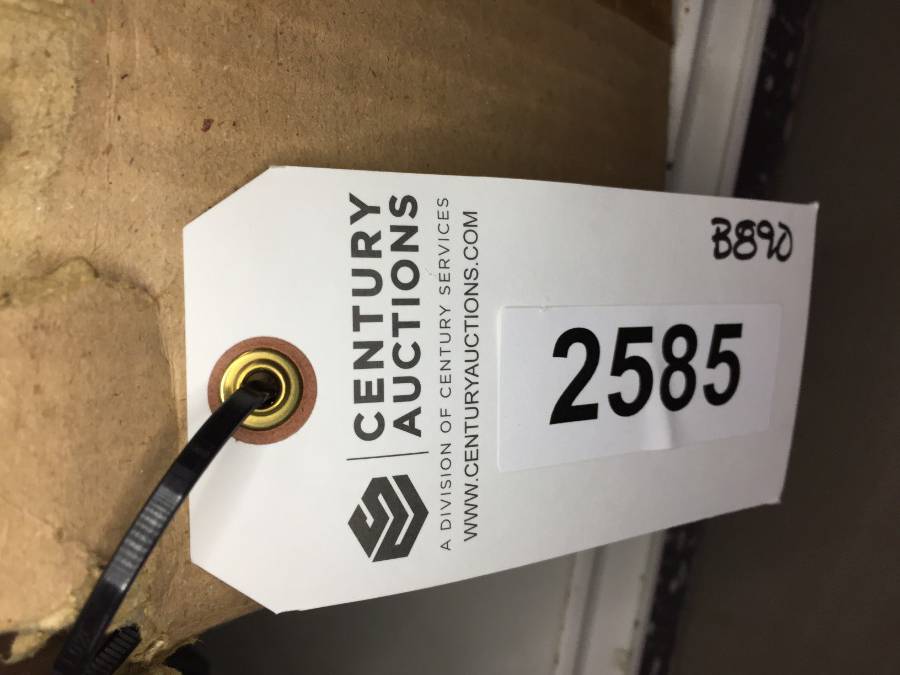 CENTURY
AUCTIONS
A DIVISION OF CENTURY SERVICES
WWW.CENTURYAUCTIONS.COM
B890
2585